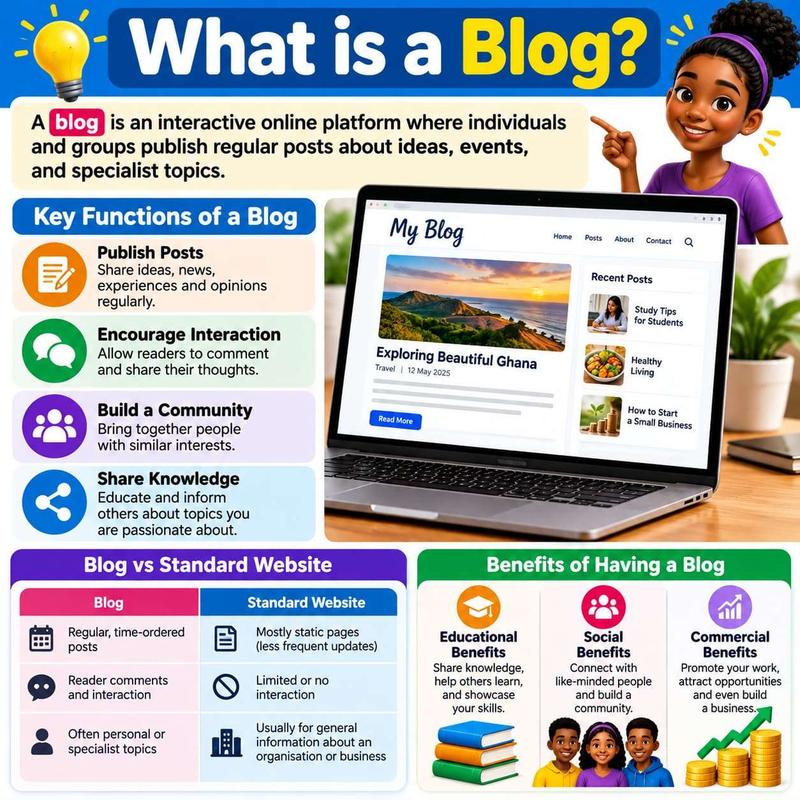 What is a Blog?
A blog is an interactive online platform where individuals
and groups publish regular posts about ideas, events,
and specialist topics.
Key Functions of a Blog
Publish Posts
Share ideas, news,
experiences and opinions
regularly.
Encourage Interaction
Allow readers to comment
and share their thoughts.
Build a Community
Bring together people
with similar interests.
Share Knowledge
Educate and inform
others about topics you
are passionate about.
My Blog
Home Posts About Contact
Exploring Beautiful Ghana
Travel | 12 May 2025
Read More
Recent Posts
Study Tips
for Students
Healthy
Living
How to Start
a Small Business
Blog vs Standard Website
Blog
Standard Website
Regular, time-ordered
posts
Mostly static pages
(less frequent updates)
Reader comments
and interaction
Limited or no
interaction
Often personal or
specialist topics
Usually for general
information about an
organisation or business
Benefits of Having a Blog
Educational
Benefits
Share knowledge,
help others learn,
and showcase
your skills.
Social
Benefits
Connect with
like-minded people
and build a
community.
Commercial
Benefits
Promote your work,
attract opportunities
and even build
a business.